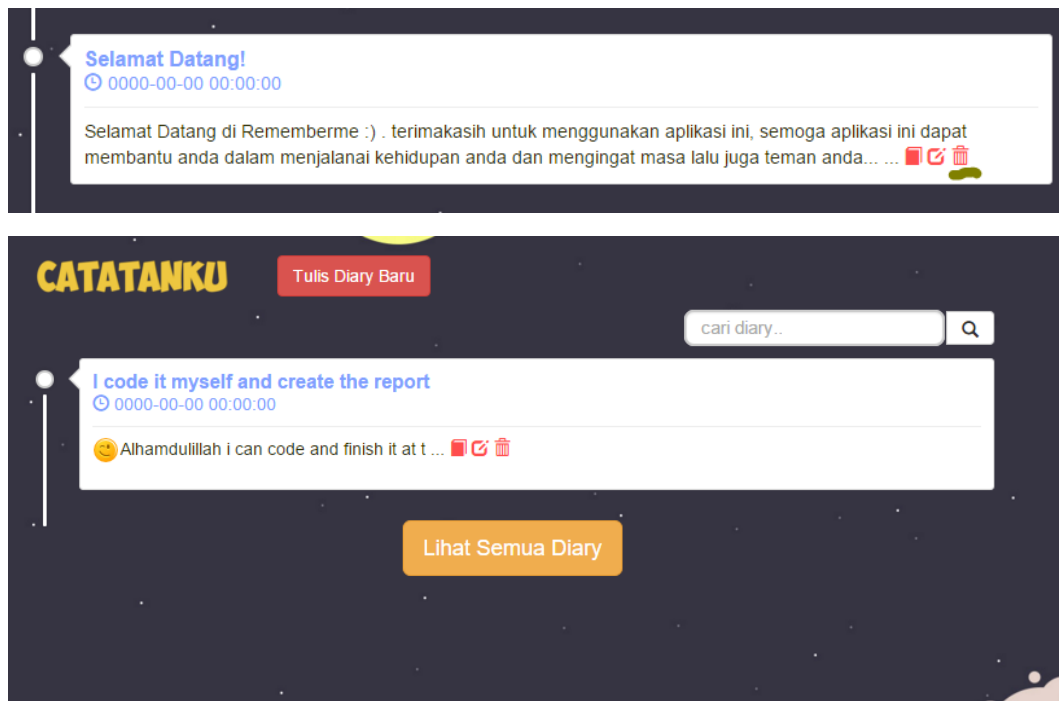 Selamat Datang!
0000-00-00 00:00:00
Selamat Datang di Rememberme :) . terimakasih untuk menggunakan aplikasi ini, semoga aplikasi ini dapat
membantu anda dalam menjalanai kehidupan anda dan mengingat masa lalu juga teman anda... ...
CATATANKU
Tulis Diary Baru
cari diary..
I code it myself and create the report
0000-00-00 00:00:00
Alhamdulillah i can code and finish it at t ...
Lihat Semua Diary